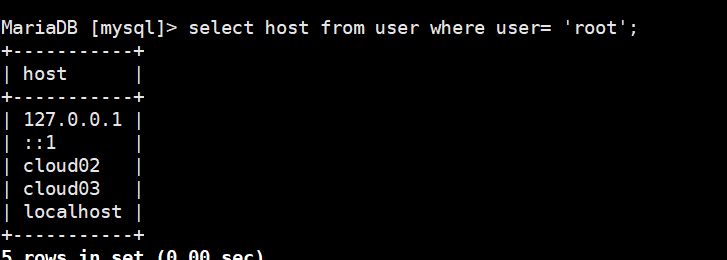 MariaDB [mysql]> select host from user where user= 'root';
+-----------+
| host      |
+-----------+
| 127.0.0.1 |
| ::1       |
| cloud02   |
| cloud03   |
| localhost |
+-----------+
5 rows in set (0.00 sec)